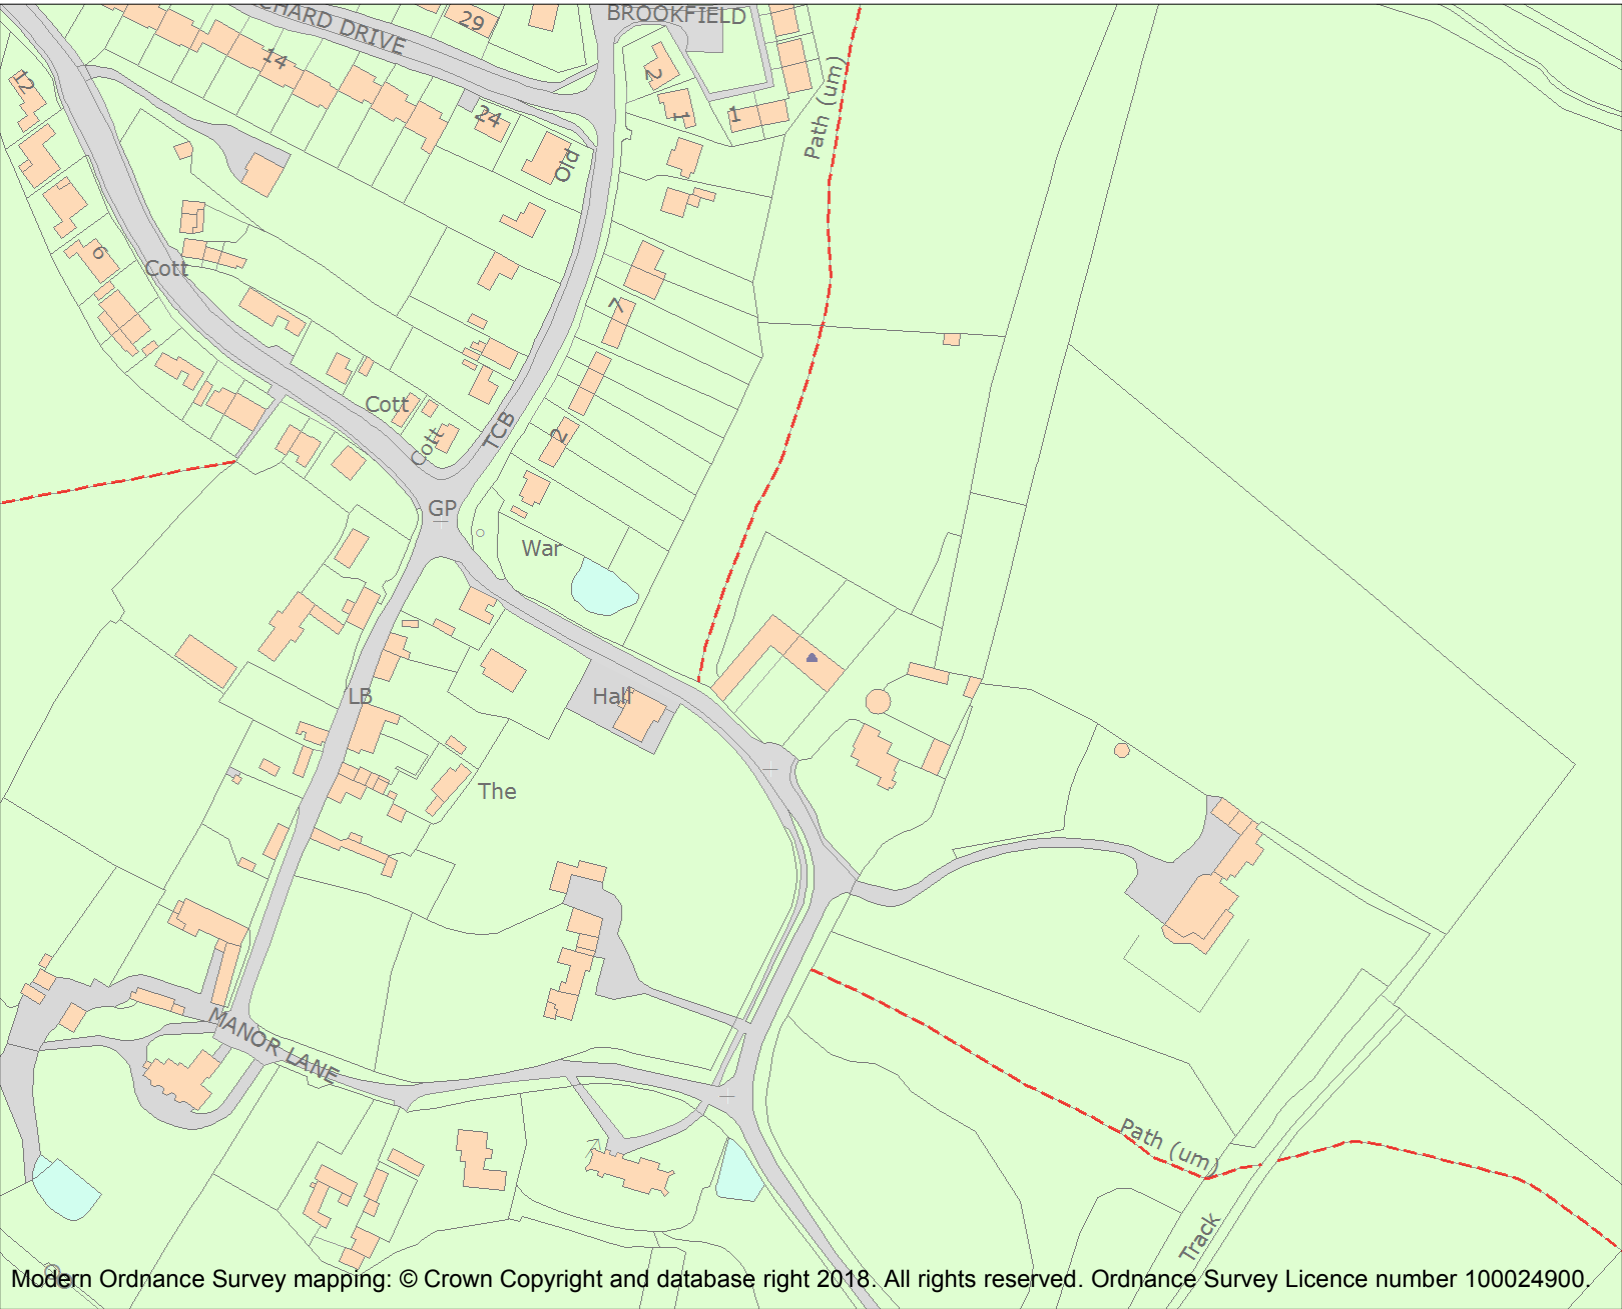 BROOKFIELD
CHARD DRIVE
29
14
12
2
1
1
24
Old
Path (um)
6
Cott
7
Cott
TCB
Cott
2
GP
War
LB
Hall
The
MANOR LANE
Path (um)
Track
Modern Ordnance Survey mapping: © Crown Copyright and database right 2018. All rights reserved. Ordnance Survey Licence number 100024900.